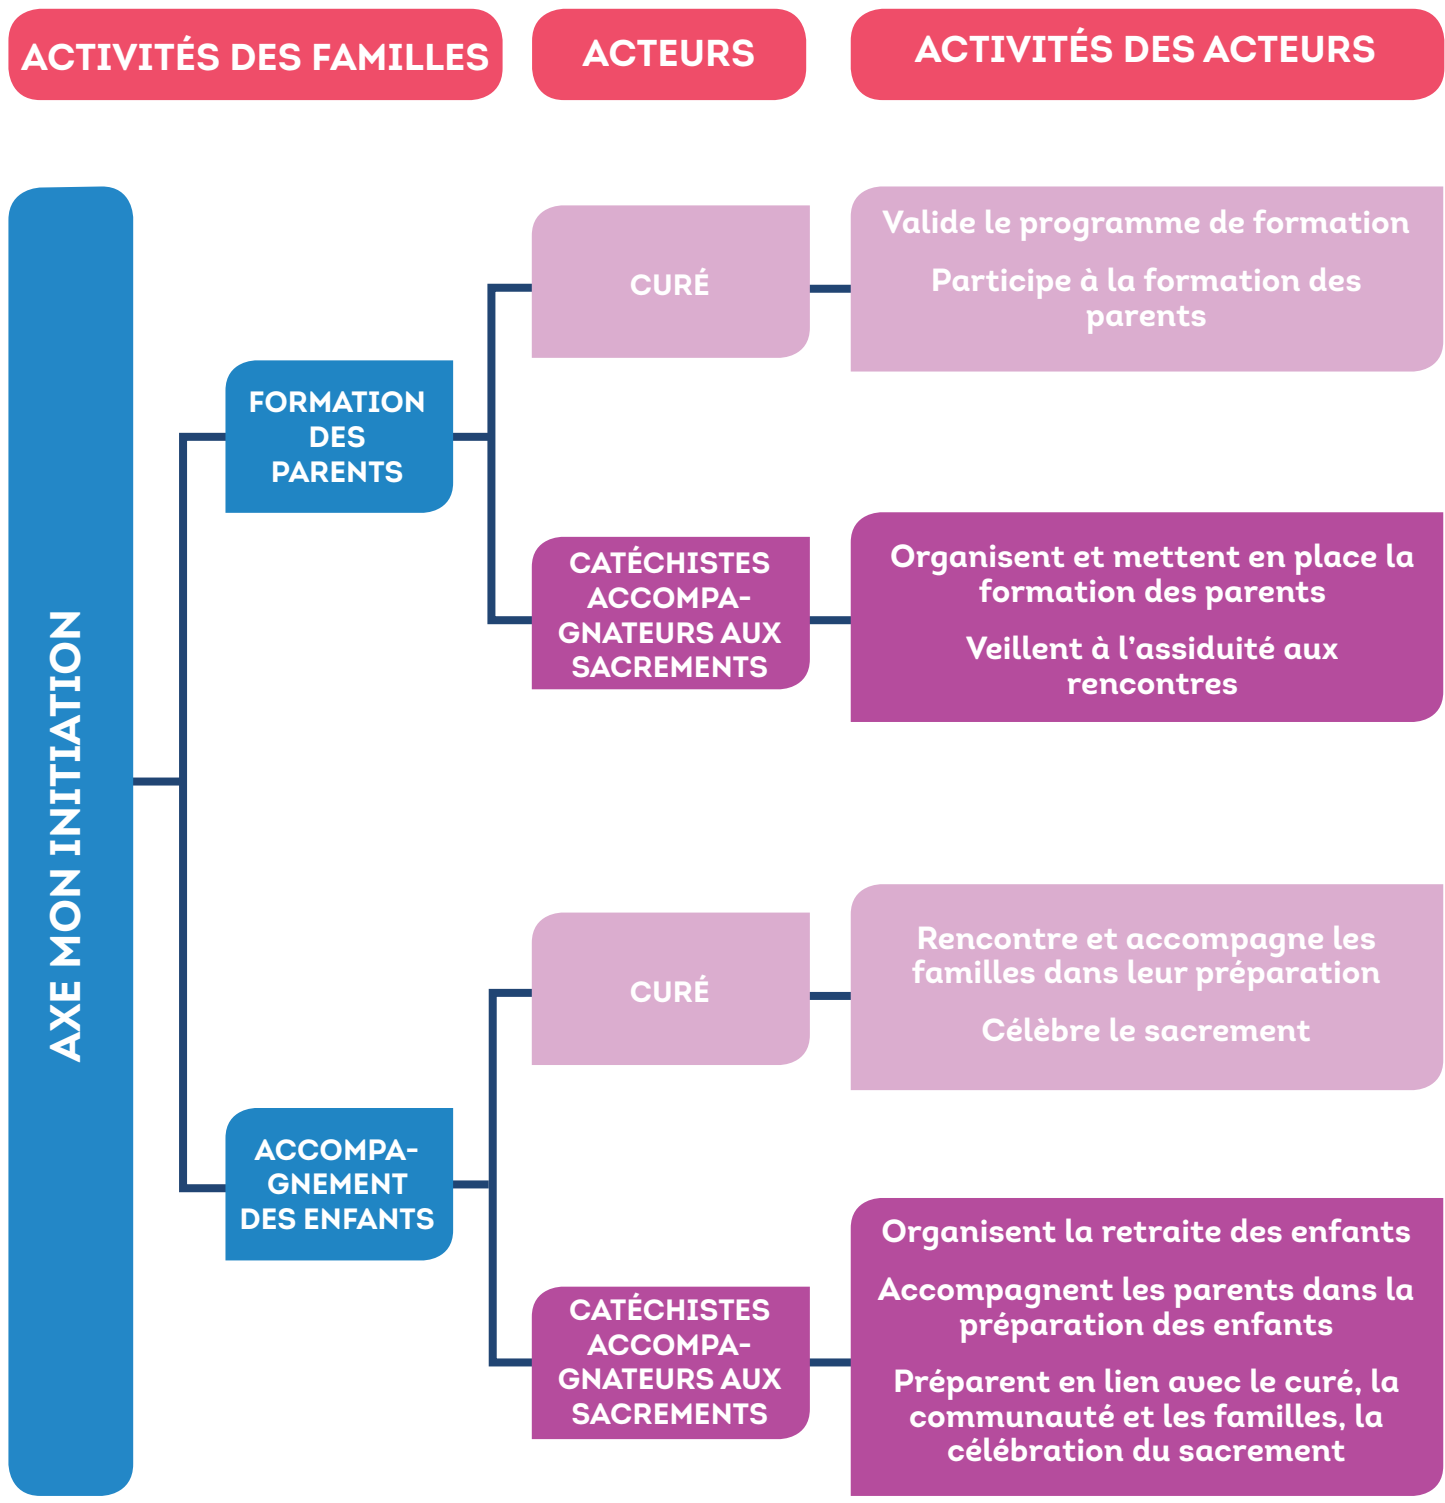 ACTIVITÉS DES FAMILLES
ACTEURS
ACTIVITÉS DES ACTEURS
AXE MON INITIATION
FORMATION
DES
PARENTS
CURÉ
Valide le programme de formation
Participe à la formation des
parents
CATÉCHISTES
ACCOMPA-
GNATEURS AUX
SACREMENTS
Organisent et mettent en place la
formation des parents
Veillent à l’assiduité aux
rencontres
ACCOMPA-
GNEMENT
DES ENFANTS
CURÉ
Rencontre et accompagne les
familles dans leur préparation
Célèbre le sacrement
CATÉCHISTES
ACCOMPA-
GNATEURS AUX
SACREMENTS
Organisent la retraite des enfants
Accompagnent les parents dans la
préparation des enfants
Préparent en lien avec le curé, la
communauté et les familles, la
célébration du sacrement